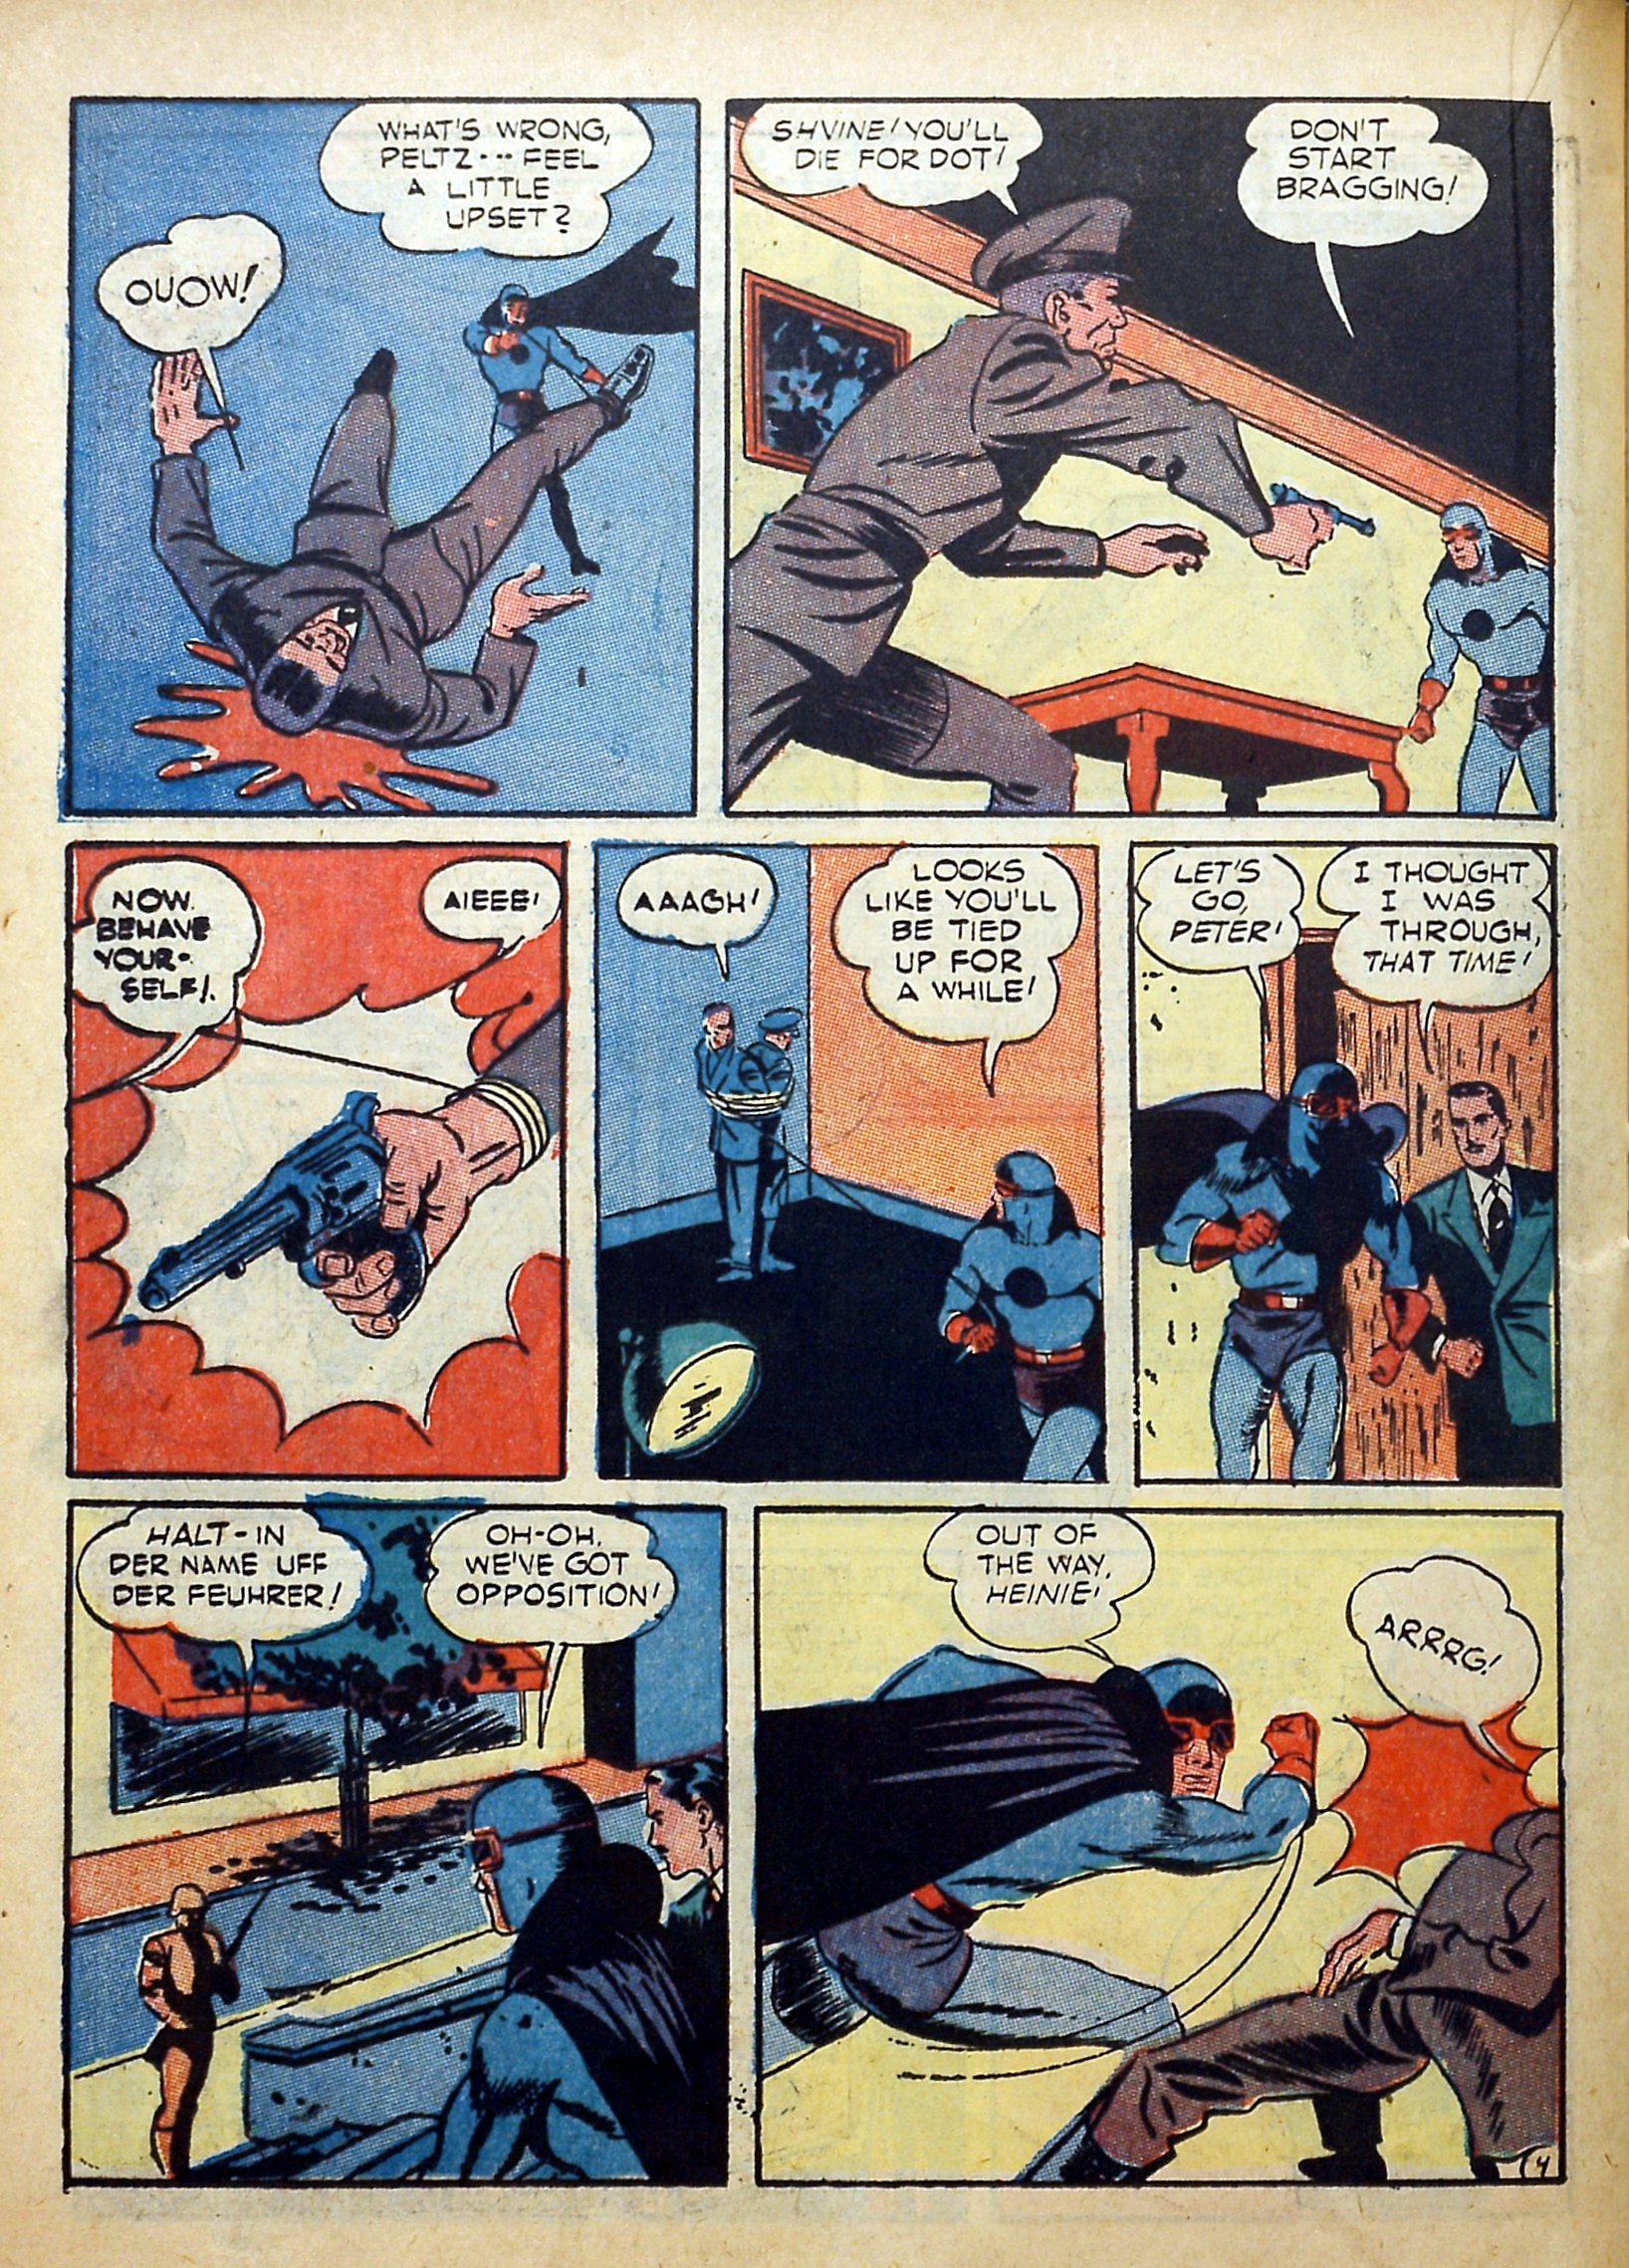 WHAT'S WRONG,
PELTZ--- FEEL
A LITTLE
UPSET?
OUOW!
SHVINE! YOU'LL
DIE FOR DOT!
DON'T
START
BRAGGING!
NOW
BEHAVE
YOUR-
SELF!
AIEEE!
AAAGH!
LOOKS
LIKE YOU'LL
BE TIED
UP FOR
A WHILE!
LET'S
GO,
PETER!
I THOUGHT
I WAS
THROUGH,
THAT TIME!
HALT-IN
DER NAME UFF
DER FEUHRER!
OH-OH,
WE'VE GOT
OPPOSITION!
OUT OF
THE WAY,
HEINIE!
ARRRG!
4